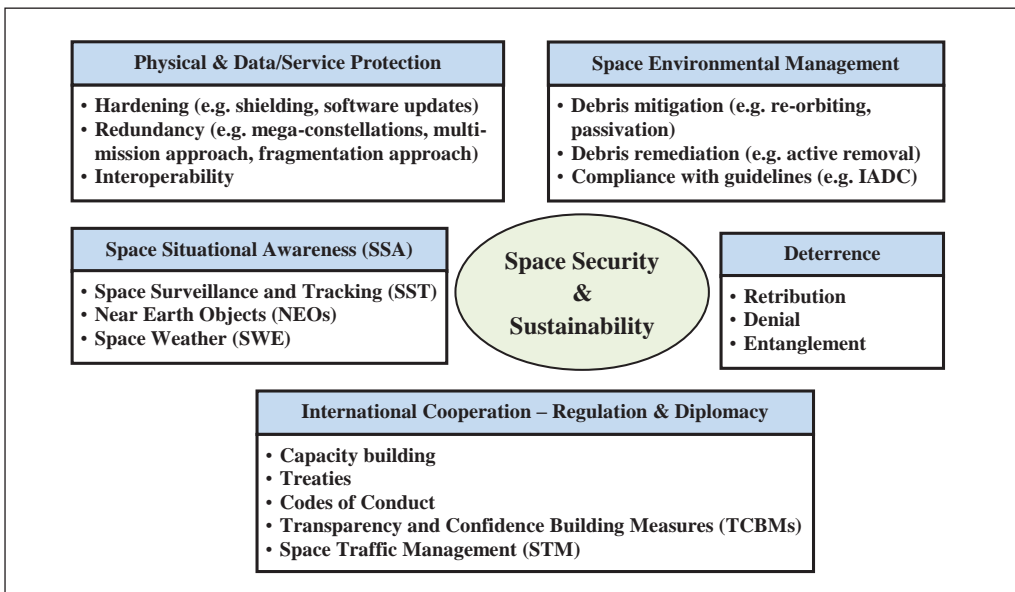 Physical & Data/Service Protection
• Hardening (e.g. shielding, software updates)
• Redundancy (e.g. mega-constellations, multi-
mission approach, fragmentation approach)
• Interoperability
Space Environmental Management
• Debris mitigation (e.g. re-orbiting,
passivation)
• Debris remediation (e.g. active removal)
• Compliance with guidelines (e.g. IADC)
Space Situational Awareness (SSA)
• Space Surveillance and Tracking (SST)
• Near Earth Objects (NEOs)
• Space Weather (SWE)
Space Security
&
Sustainability
Deterrence
• Retribution
• Denial
• Entanglement
International Cooperation – Regulation & Diplomacy
• Capacity building
• Treaties
• Codes of Conduct
• Transparency and Confidence Building Measures (TCBMs)
• Space Traffic Management (STM)